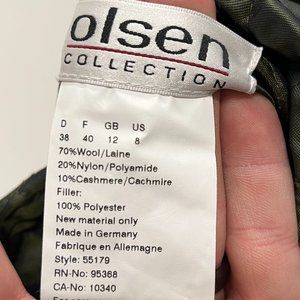 olsen
COLLECTION
D F GB US
38 40 12 8
70%Wool/Laine
20%Nylon/Polyamide
10%Cashmere/Cachmire
Filler:
100% Polyester
New material only
Made in Germany
Fabrique en Allemagne
Style: 55179
RN-No: 95368
CA-No: 10340